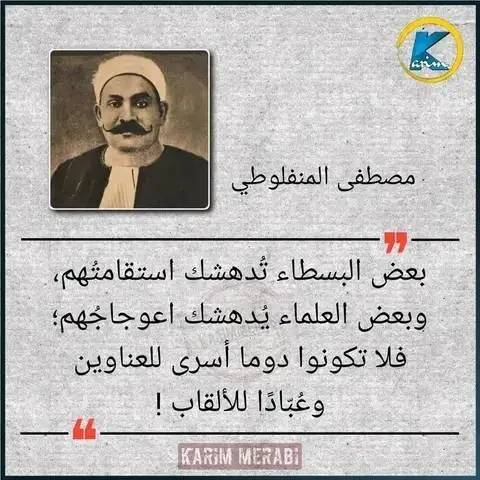 K
arim
مصطفى المنفلوطي
بعض البسطاء تُدهشك استقامتُهم،
وبعض العلماء يُدهشك اعوجاجُهم؛
فلا تكونوا دوما أسرى للعناوين
وعُبّادًا للألقاب !
KARIM MERABI